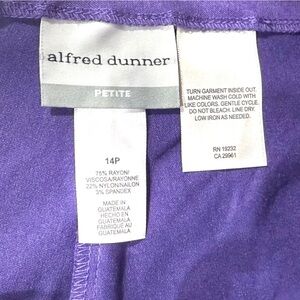 alfred dunner
PETITE
14P
75% RAYON/
VISCOSA/RAYONNE
22% NYLON/NAILON
3% SPANDEX
MADE IN
GUATEMALA
HECHO EN
GUATEMALA
FABRIQUÉ AU
GUATEMALA
TURN GARMENT INSIDE OUT.
MACHINE WASH COLD WITH
LIKE COLORS. GENTLE CYCLE.
DO NOT BLEACH. LINE DRY.
LOW IRON AS NEEDED.
RN 19232
CA 29961